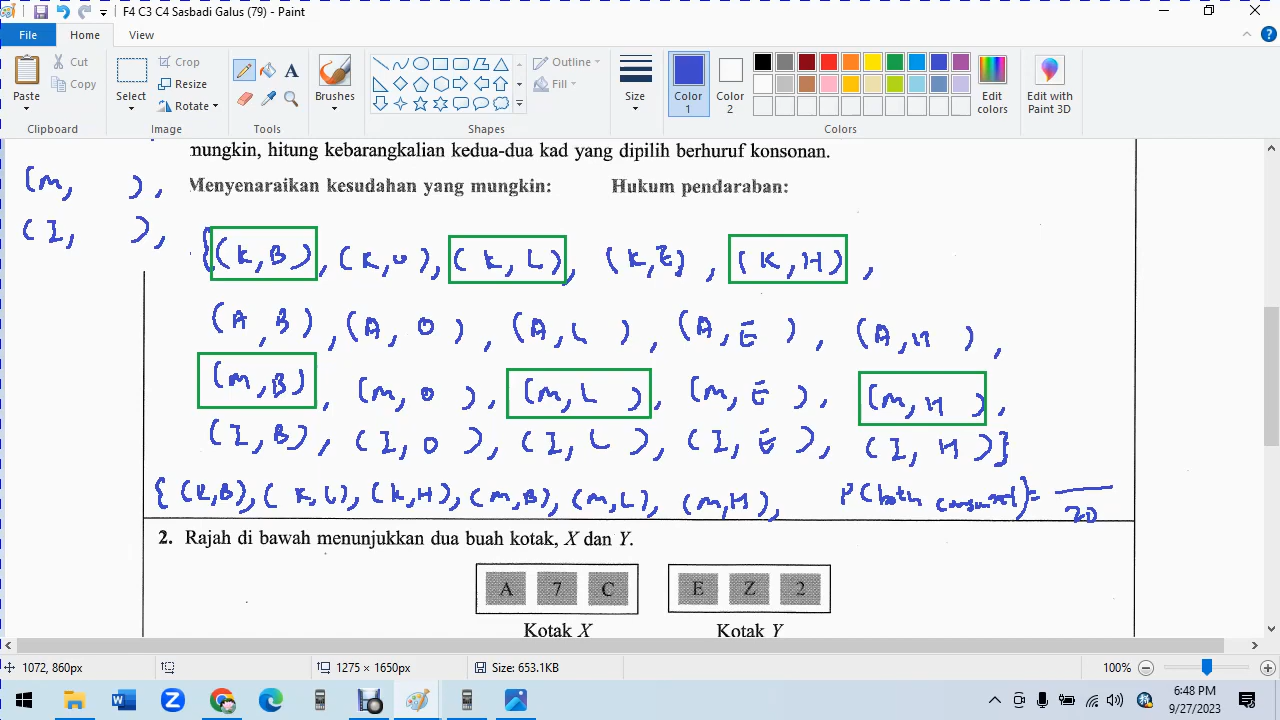 F4 C3 C4 Sasbadi Galus (79) - Paint
File Home View
Paste Cut Copy
Clipboard
Select Crop Resize Rotate
Image
Tools
Brushes
Shapes
Outline
Fill
Size
Color 1
Color 2
Colors
Edit colors
Edit with Paint 3D
mungkin, hitung kebarangkalian kedua-dua kad yang dipilih berhuruf konsonan.
Menyenaraikan kesudahan yang mungkin: Hukum pendaraban:
(M, ),
(I, ),
{(K,B), (K,O), (K,L), (K,E), (K,H),
(A,B), (A,O), (A,L), (A,E), (A,H),
(M,B), (M,O), (M,L), (M,E), (M,H),
(I,B), (I,O), (I,L), (I,E), (I,H)}
{(K,B), (K,L), (K,H), (M,B), (M,L), (M,H), P(both consonant) = /20
2. Rajah di bawah menunjukkan dua buah kotak, X dan Y.
A 7 C E Z 2
Kotak X Kotak Y
1072, 860px 1275 × 1650px Size: 653.1KB 100%
6:48 PM
9/27/2023